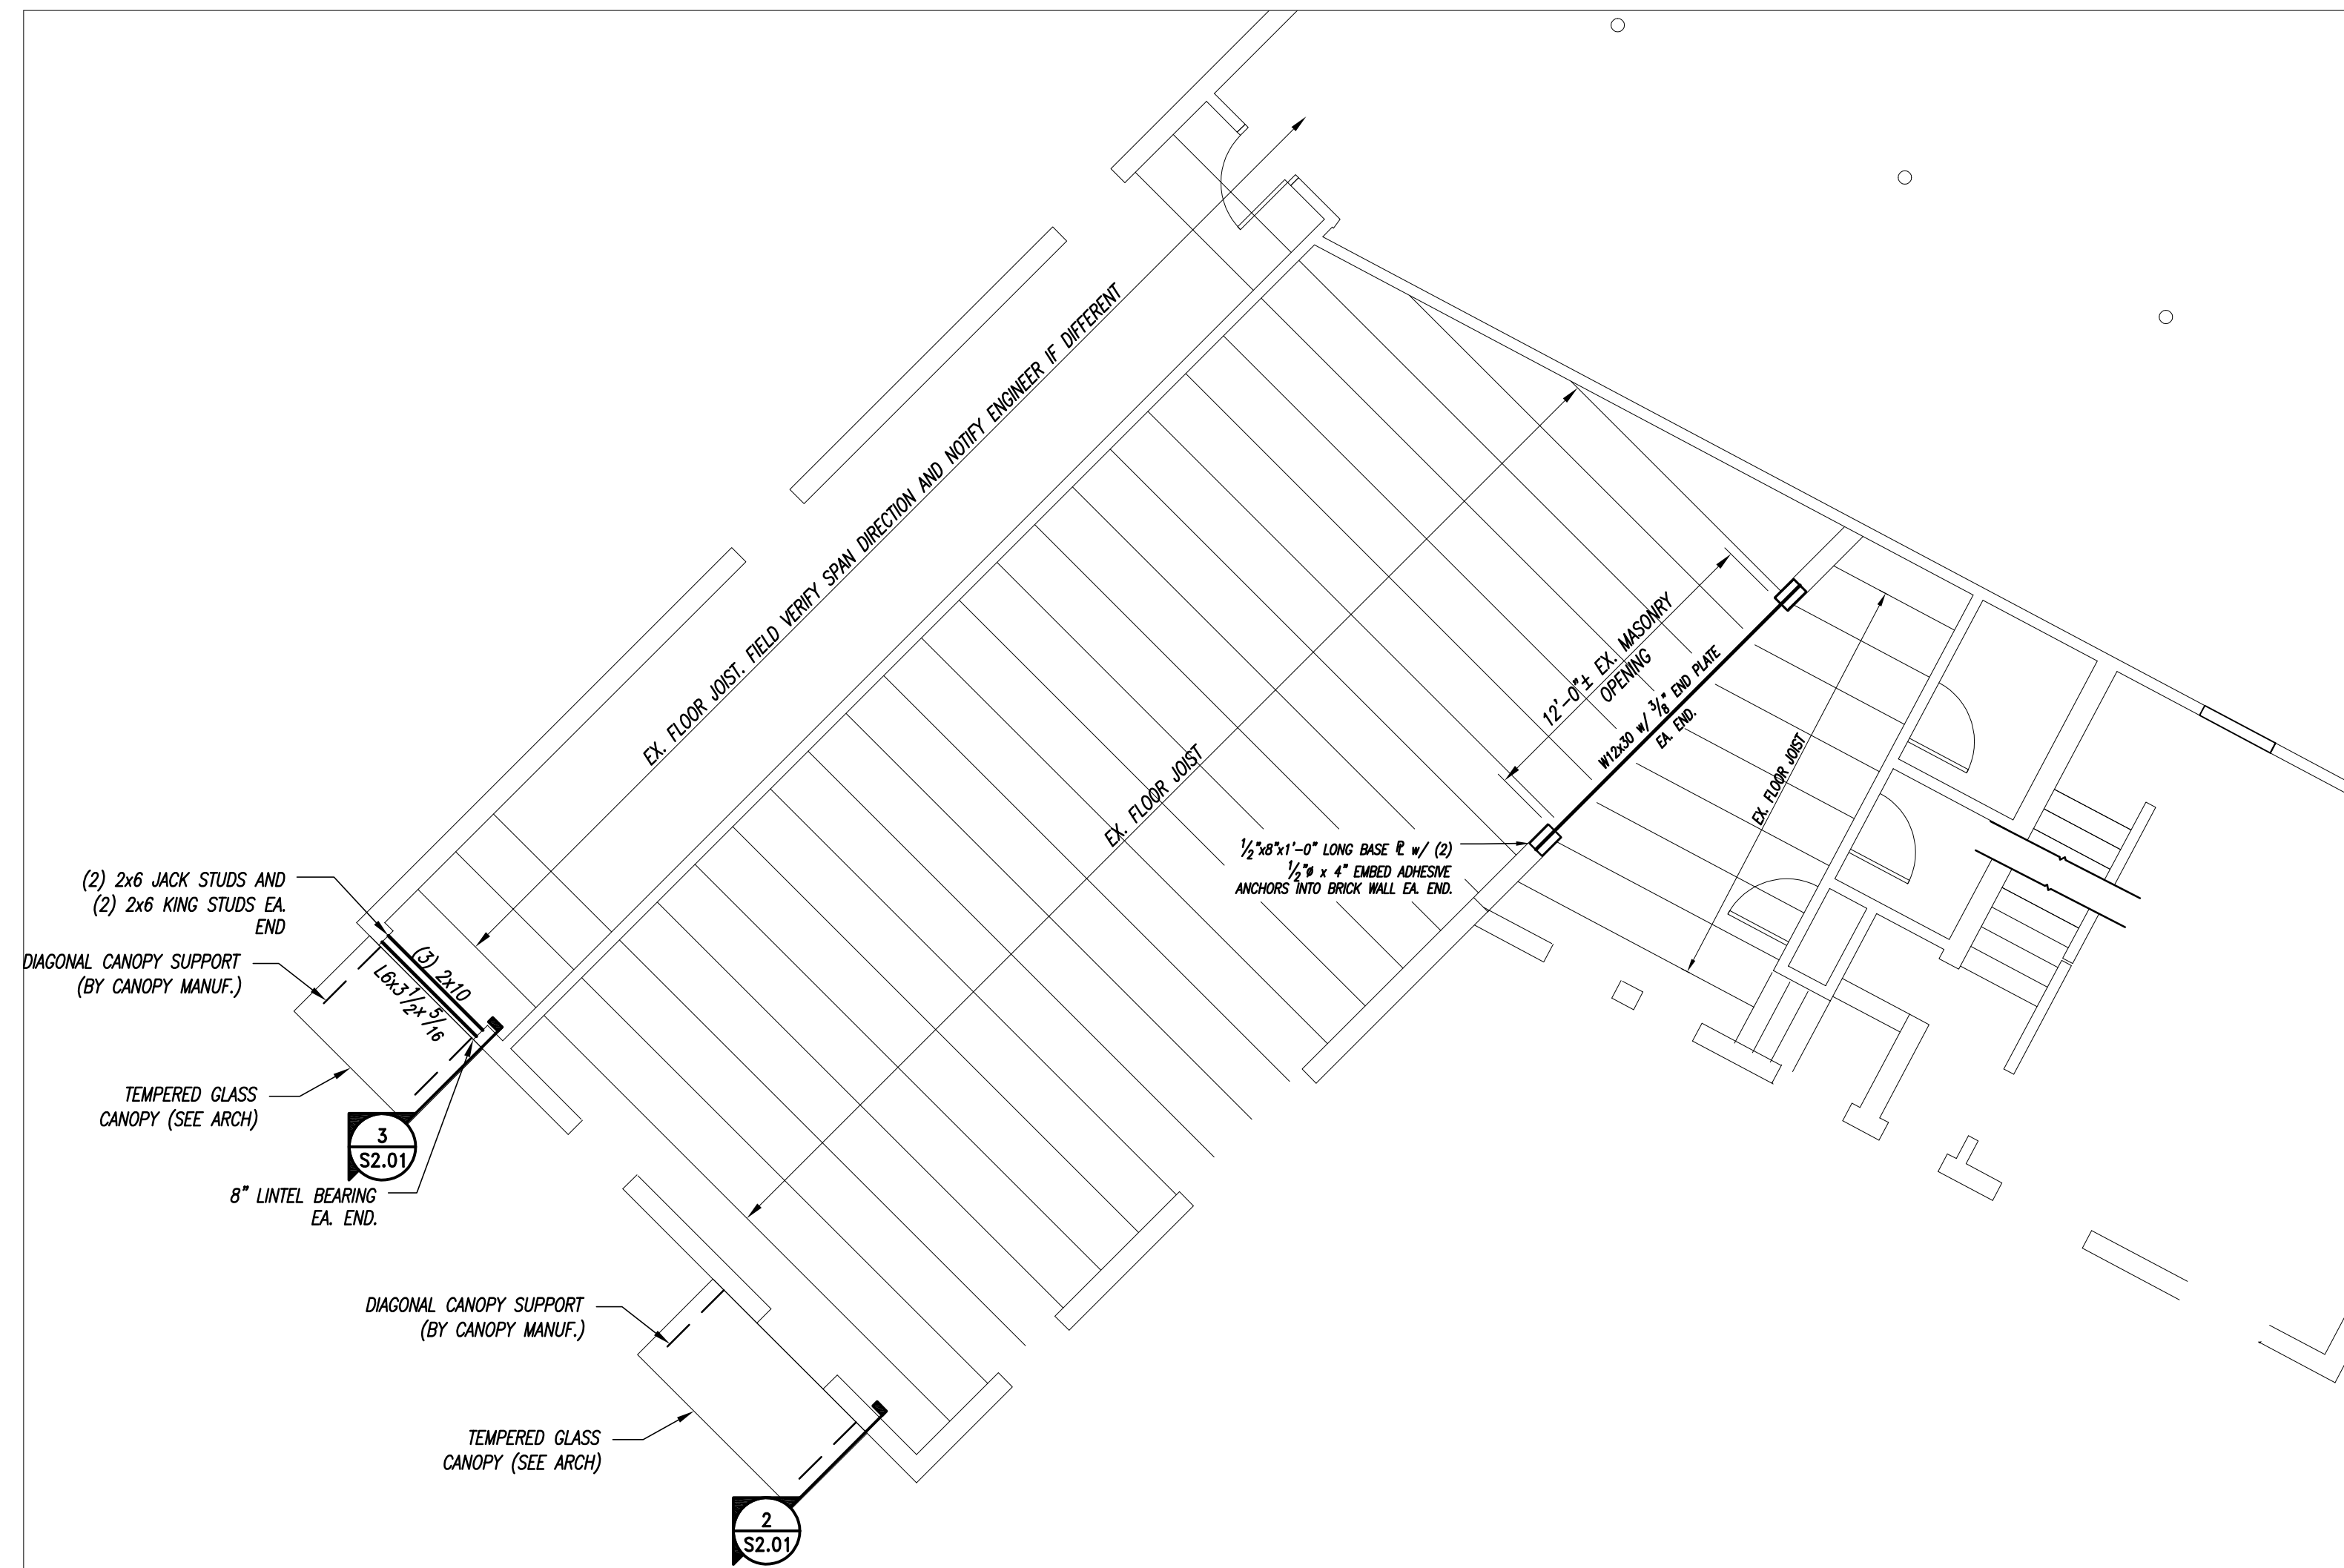 EX. FLOOR JOIST. FIELD VERIFY SPAN DIRECTION AND NOTIFY ENGINEER IF DIFFERENT
12'-0"± EX. MASONRY
OPENING
W12x30 w/ 3/8" END PLATE
EA. END.
EX. FLOOR JOIST
EX. FLOOR JOIST
1/2"x8"x1'-0" LONG BASE ℄ w/ (2)
1/2"ø x 4" EMBED ADHESIVE
ANCHORS INTO BRICK WALL EA. END.
(2) 2x6 JACK STUDS AND
(2) 2x6 KING STUDS EA.
END
DIAGONAL CANOPY SUPPORT
(BY CANOPY MANUF.)
(3) 2x10
L6x3 1/2x5/16
TEMPERED GLASS
CANOPY (SEE ARCH)
3
S2.01
8" LINTEL BEARING
EA. END.
DIAGONAL CANOPY SUPPORT
(BY CANOPY MANUF.)
TEMPERED GLASS
CANOPY (SEE ARCH)
2
S2.01